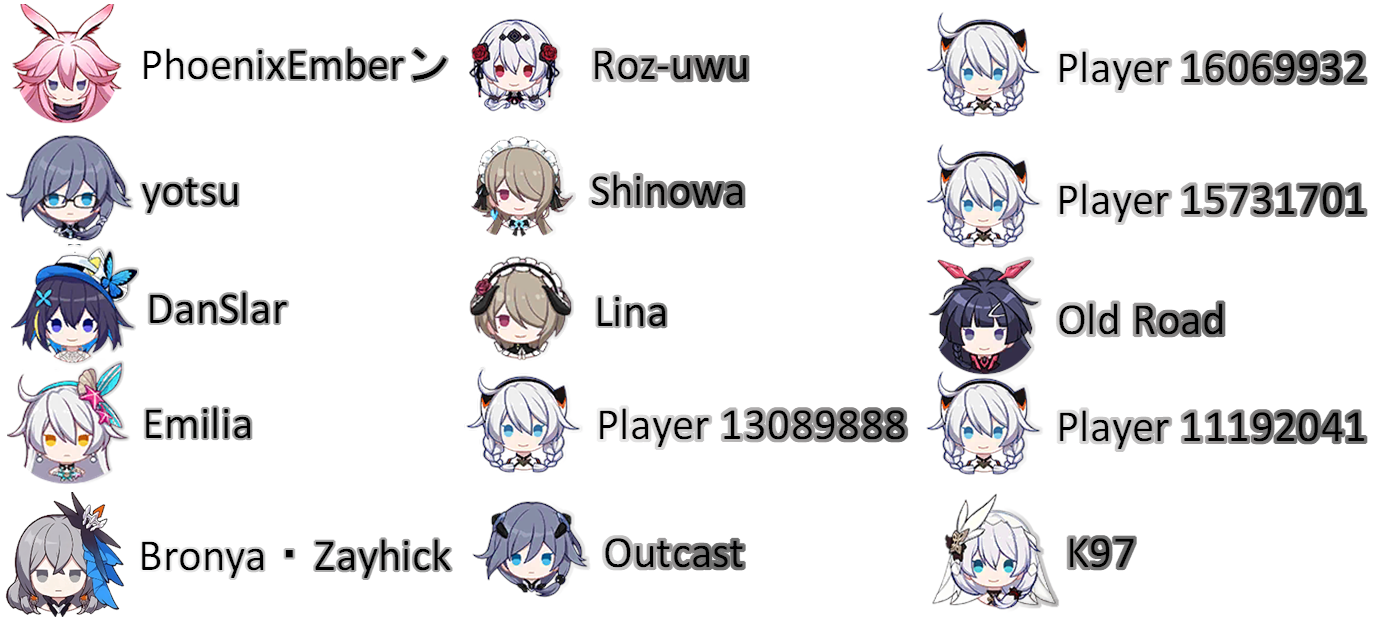 PhoenixEmberン
Roz-uwu
Player 16069932
yotsu
Shinowa
Player 15731701
DanSlar
Lina
Old Road
Emilia
Player 13089888
Player 11192041
Bronya・Zayhick
Outcast
K97